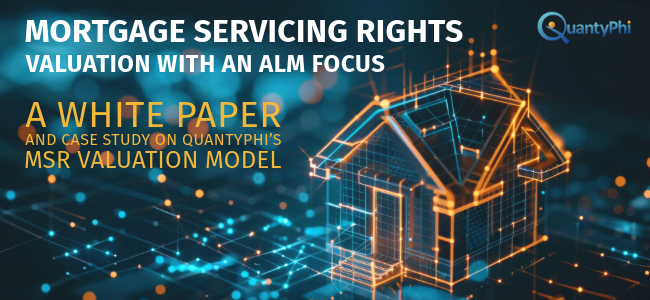 MORTGAGE SERVICING RIGHTS
VALUATION WITH AN ALM FOCUS
QuantyPhi
A WHITE PAPER
AND CASE STUDY ON QUANTYPHI'S
MSR VALUATION MODEL